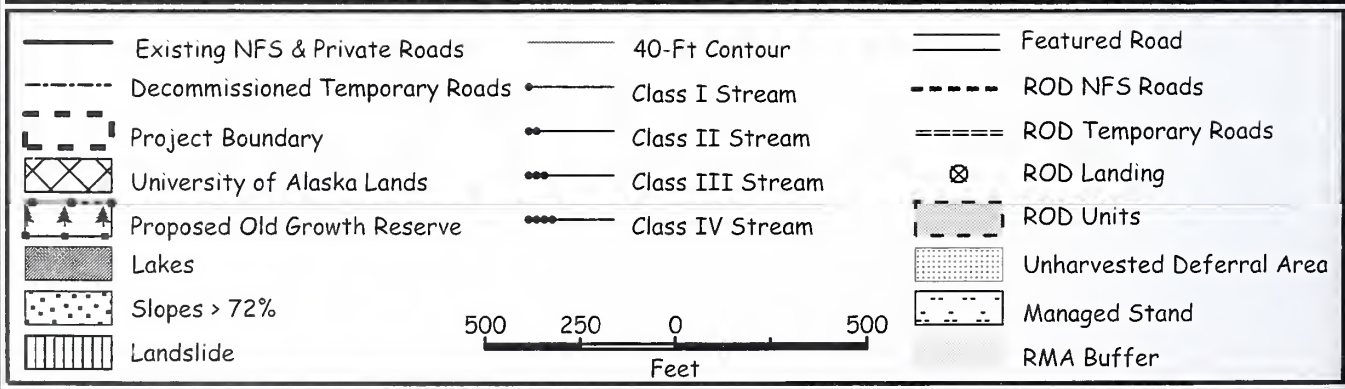 Existing NFS & Private Roads
Decommissioned Temporary Roads
Project Boundary
University of Alaska Lands
Proposed Old Growth Reserve
Lakes
Slopes > 72%
Landslide
40-Ft Contour
Class I Stream
Class II Stream
Class III Stream
Class IV Stream
500 250 0 500
Feet
Featured Road
ROD NFS Roads
ROD Temporary Roads
ROD Landing
ROD Units
Unharvested Deferral Area
Managed Stand
RMA Buffer